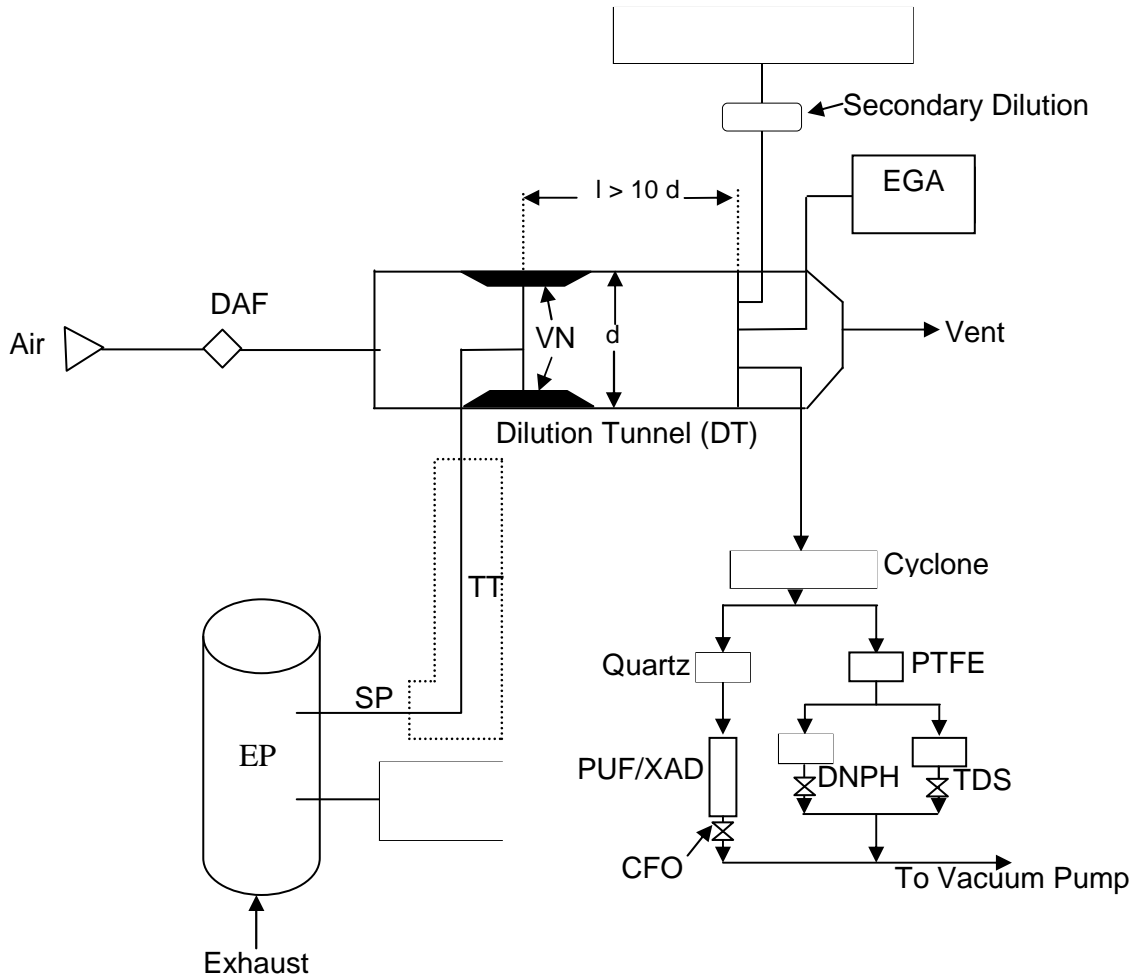 Secondary Dilution
EGA
l > 10 d
DAF
Air
VN
d
Vent
Dilution Tunnel (DT)
Cyclone
TT
Quartz
PTFE
SP
EP
PUF/XAD
DNPH
TDS
CFO
To Vacuum Pump
Exhaust